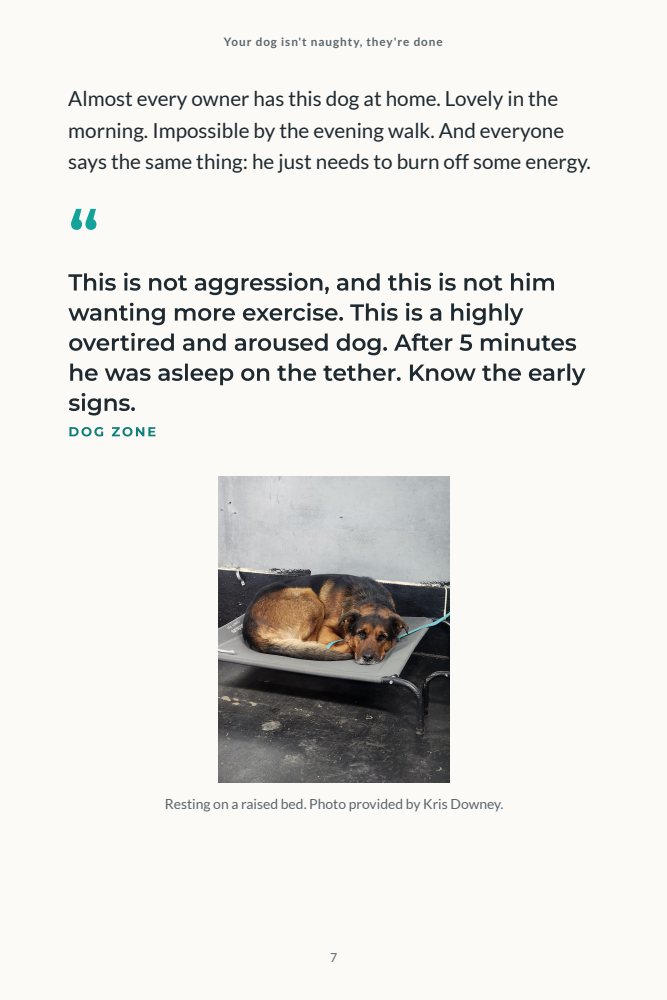 Your dog isn't naughty, they're done
Almost every owner has this dog at home. Lovely in the
morning. Impossible by the evening walk. And everyone
says the same thing: he just needs to burn off some energy.
“
This is not aggression, and this is not him
wanting more exercise. This is a highly
overtired and aroused dog. After 5 minutes
he was asleep on the tether. Know the early
signs.
DOG ZONE
Resting on a raised bed. Photo provided by Kris Downey.
7